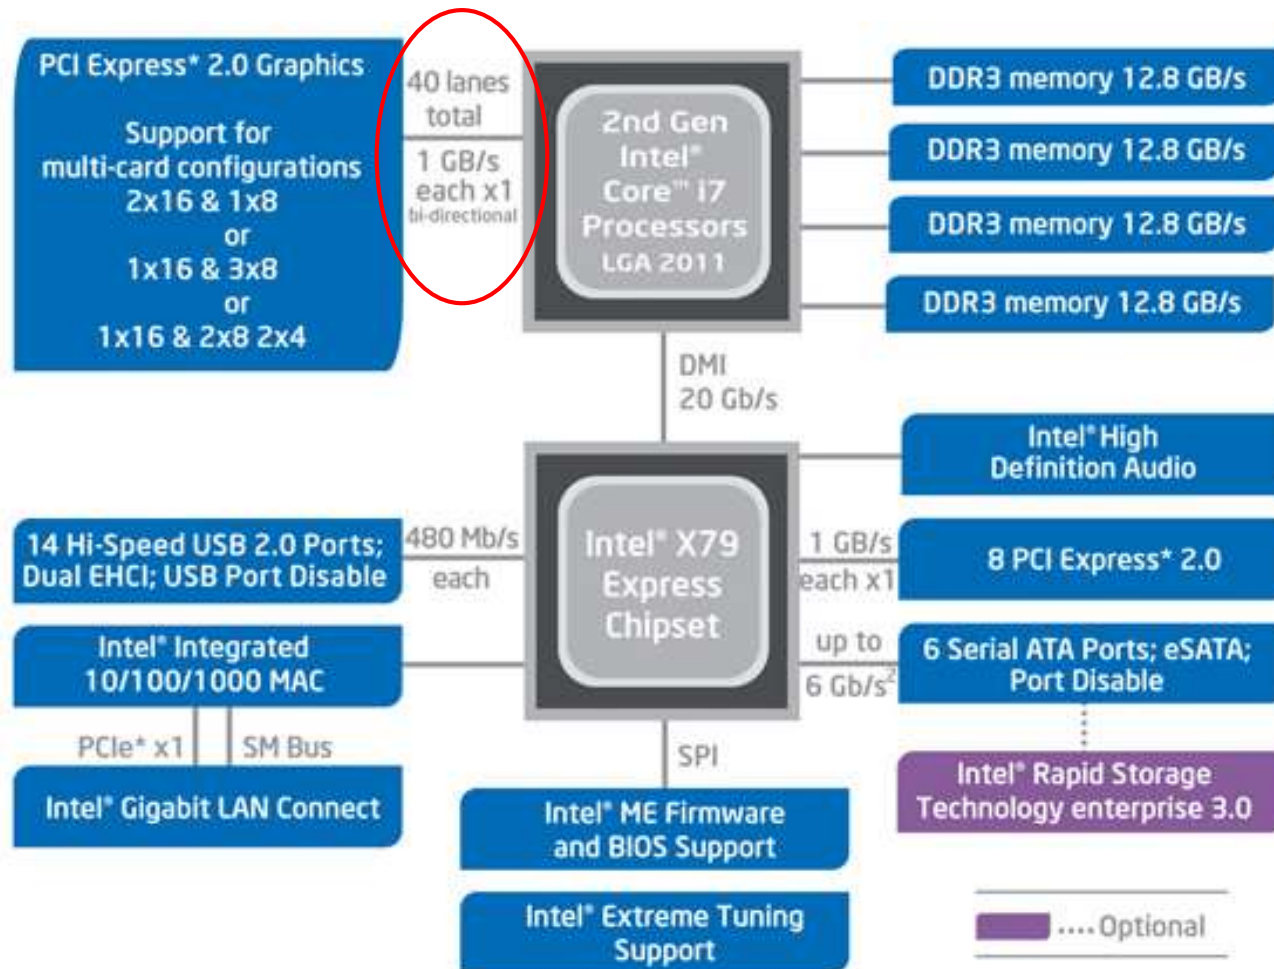 PCI Express* 2.0 Graphics
Support for
multi-card configurations
2x16 & 1x8
or
1x16 & 3x8
or
1x16 & 2x8 2x4
40 lanes
total
1 GB/s
each x1
bi-directional
2nd Gen
Intel®
Core™ i7
Processors
LGA 2011
DDR3 memory 12.8 GB/s
DDR3 memory 12.8 GB/s
DDR3 memory 12.8 GB/s
DDR3 memory 12.8 GB/s
DMI
20 Gb/s
Intel® High
Definition Audio
14 Hi-Speed USB 2.0 Ports;
Dual EHCI; USB Port Disable
480 Mb/s
each
Intel® X79
Express
Chipset
1 GB/s
each x1
8 PCI Express* 2.0
Intel® Integrated
10/100/1000 MAC
up to
6 Gb/s²
6 Serial ATA Ports; eSATA;
Port Disable
PCIe* x1
SM Bus
SPI
Intel® Gigabit LAN Connect
Intel® ME Firmware
and BIOS Support
Intel® Rapid Storage
Technology enterprise 3.0
Intel® Extreme Tuning
Support
Optional